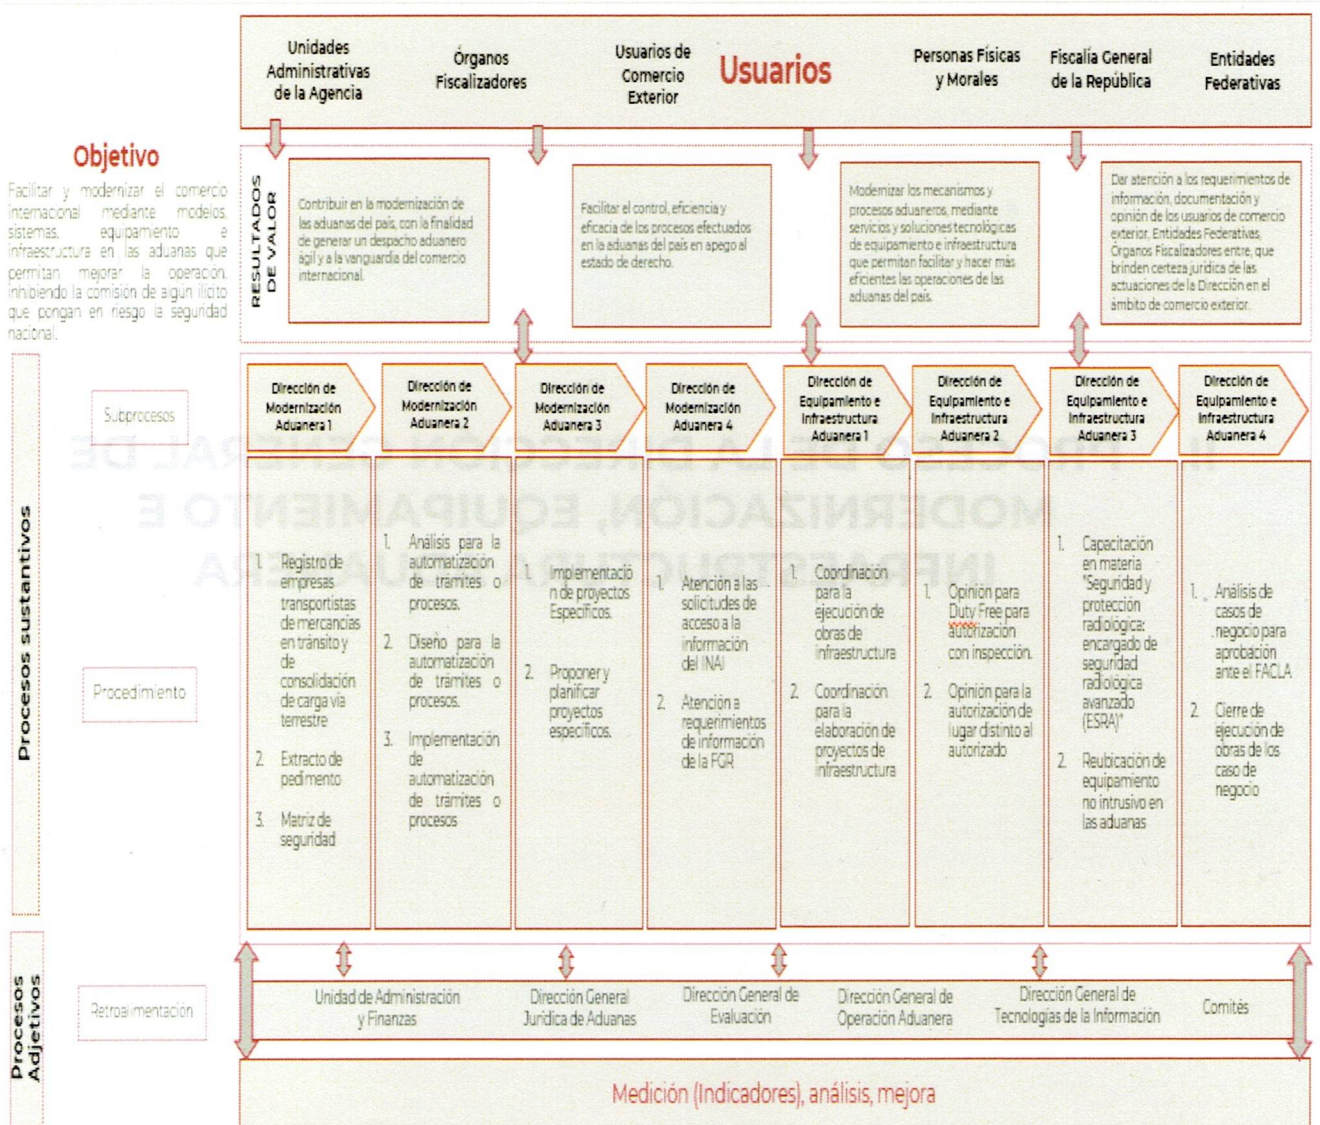 Unidades
Administrativas
de la Agencia
Órganos
Fiscalizadores
Usuarios de
Comercio
Exterior
Usuarios
Personas Físicas
y Morales
Fiscalía General
de la República
Entidades
Federativas
Objetivo
Facilitar y modernizar el comercio
internacional mediante modelos,
sistemas, equipamiento e
infraestructura en las aduanas que
permitan mejorar la operación,
inhibiendo la comisión de algún ilícito
que pongan en riesgo la seguridad
nacional.
RESULTADOS
DE VALOR
Contribuir en la modernización de
las aduanas del país, con la finalidad
de generar un despacho aduanero
ágil y a la vanguardia del comercio
internacional.
Facilitar el control, eficiencia y
eficacia de los procesos efectuados
en la aduanas del país en apego al
estado de derecho.
Modernizar los mecanismos y
procesos aduaneros, mediante
servicios y soluciones tecnológicas
de equipamiento e infraestructura
que permitan facilitar y hacer más
eficientes las operaciones de las
aduanas del país.
Dar atención a los requerimientos de
información, documentación y
opinión de los usuarios de comercio
exterior, Entidades Federativas,
Órganos Fiscalizadores entre, que
brinden certeza jurídica de las
actuaciones de la Dirección en el
ámbito de comercio exterior.
Procesos sustantivos
Subprocesos
Dirección de
Modernización
Aduanera 1
Dirección de
Modernización
Aduanera 2
Dirección de
Modernización
Aduanera 3
Dirección de
Modernización
Aduanera 4
Dirección de
Equipamiento e
Infraestructura
Aduanera 1
Dirección de
Equipamiento e
Infraestructura
Aduanera 2
Dirección de
Equipamiento e
Infraestructura
Aduanera 3
Dirección de
Equipamiento e
Infraestructura
Aduanera 4
II. PROCESO DE LA DIRECCIÓN GENERAL DE
MODERNIZACIÓN, EQUIPAMIENTO E
INFRAESTRUCTURA ADUANERA
Procedimiento
1. Registro de
empresas
transportistas
de mercancías
en tránsito y
de
consolidación
de carga vía
terrestre
2. Extracto de
pedimento
3. Matriz de
seguridad
1. Análisis para la
automatización
de trámites o
procesos.
2. Diseño para la
automatización
de trámites o
procesos.
3. Implementación
de
automatización
de trámites o
procesos
1. Implementació
n de proyectos
Específicos.
2. Proponer y
planificar
proyectos
específicos.
1. Atención a las
solicitudes de
acceso a la
información
del INAI
2. Atención a
requerimientos
de información
de la FGR
1. Coordinación
para la
ejecución de
obras de
infraestructura
2. Coordinación
para la
elaboración de
proyectos de
infraestructura
1. Opinión para
Duty Free para
autorización
con inspección.
2. Opinión para la
autorización de
lugar distinto al
autorizado
1. Capacitación
en materia
"Seguridad y
protección
radiológica:
encargado de
seguridad
radiológica
avanzado
(ESRA)"
2. Reubicación de
equipamiento
no intrusivo en
las aduanas
1. Análisis de
casos de
negocio para
aprobación
ante el FACLA
2. Cierre de
ejecución de
obras de los
caso de
negocio
Procesos
Adjetivos
Retroalimentación
Unidad de Administración
y Finanzas
Dirección General
Jurídica de Aduanas
Dirección General de
Evaluación
Dirección General de
Operación Aduanera
Dirección General de
Tecnologías de la Información
Comités
Medición (Indicadores), análisis, mejora